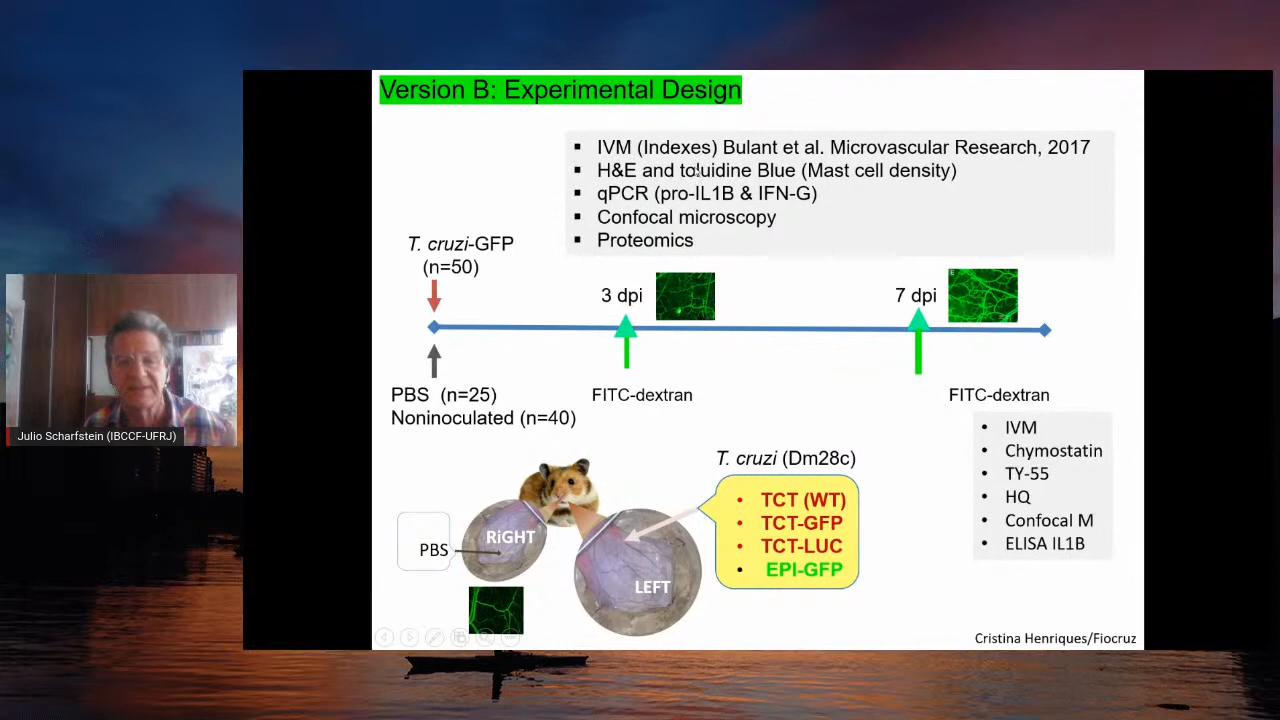 Version B: Experimental Design
IVM (Indexes) Bulant et al. Microvascular Research, 2017
H&E and toluidine Blue (Mast cell density)
qPCR (pro-IL1B & IFN-G)
Confocal microscopy
Proteomics
T. cruzi-GFP
(n=50)
3 dpi
7 dpi
E
PBS (n=25)
Noninoculated (n=40)
FITC-dextran
FITC-dextran
IVM
Chymostatin
TY-55
HQ
Confocal M
ELISA IL1B
T. cruzi (Dm28c)
TCT (WT)
TCT-GFP
TCT-LUC
EPI-GFP
PBS
RiGHT
LEFT
Cristina Henriques/Fiocruz
Julio Scharfstein (IBCCF-UFRJ)